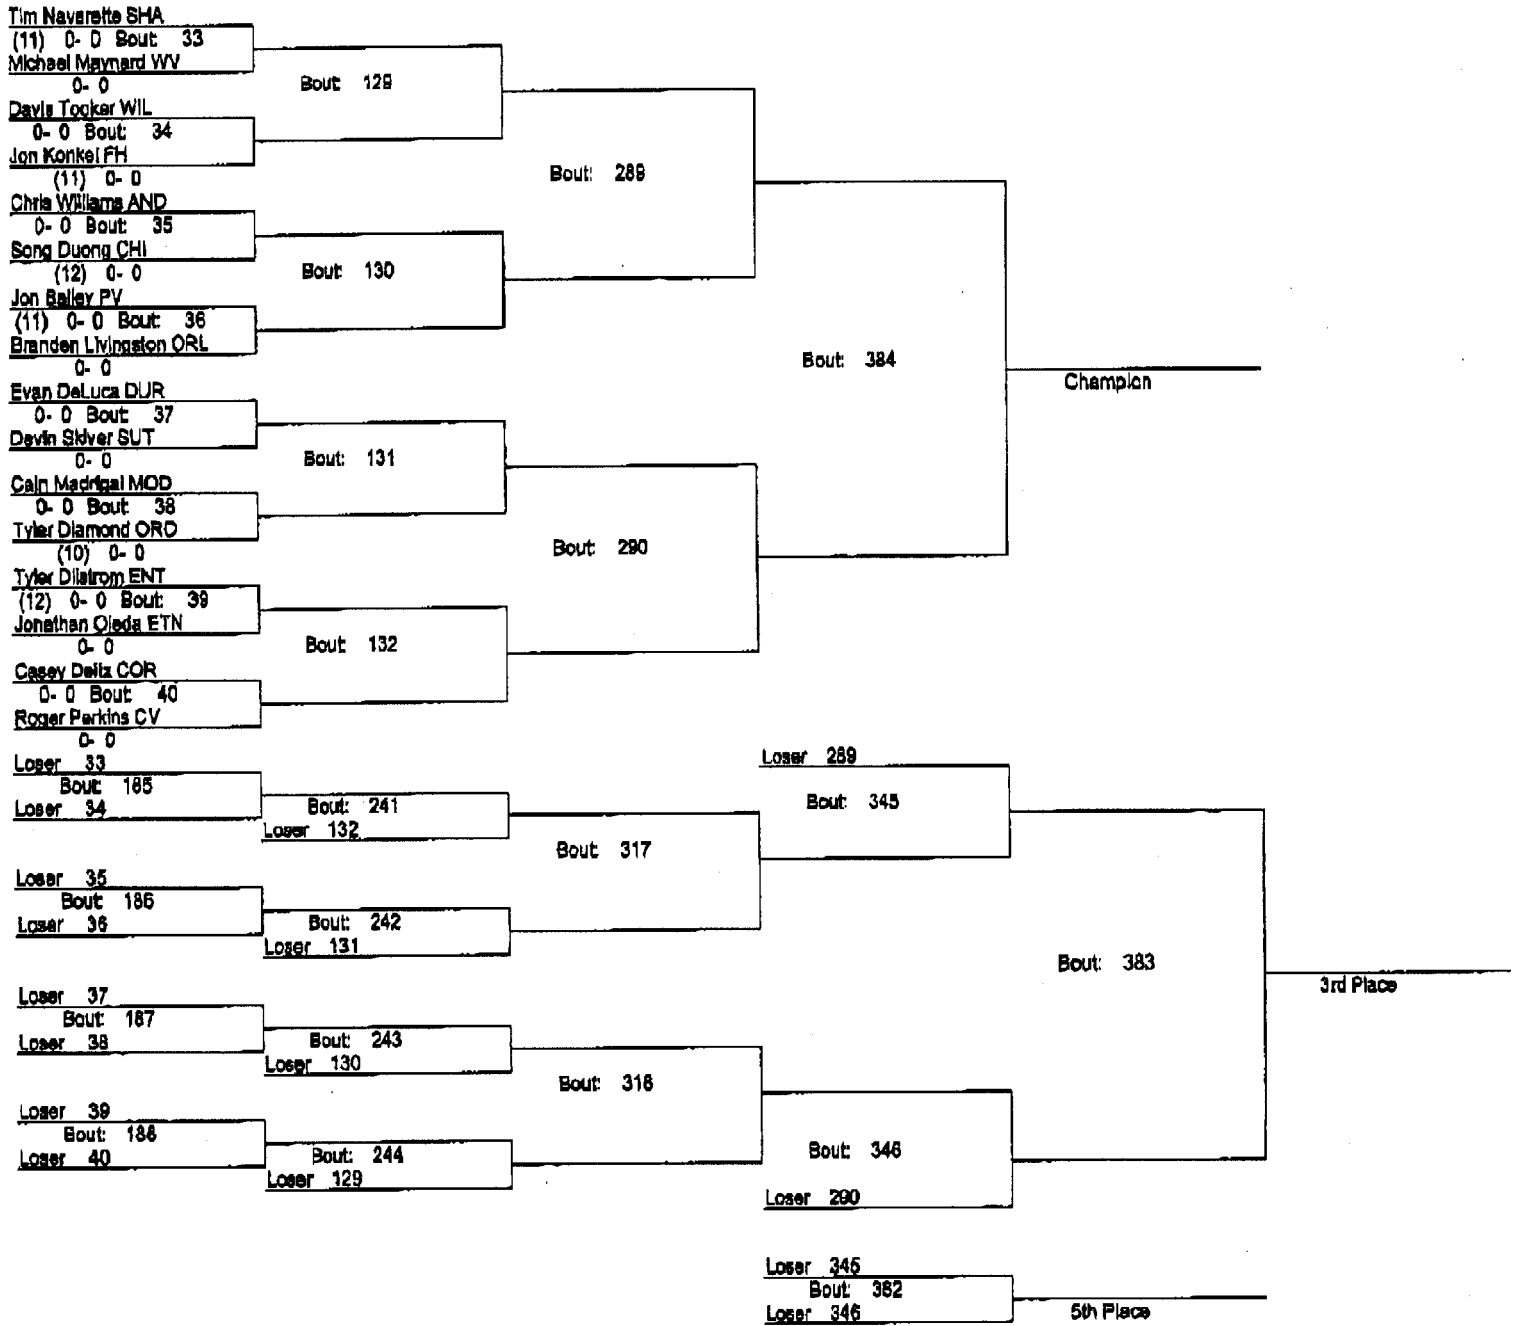 Tim Navarette SHA
(11) 0- 0 Bout: 33
Michael Maynard WV
0- 0
Bout: 129
Davis Tooker WIL
0- 0 Bout: 34
Jon Konkel FH
(11) 0- 0
Bout: 289
Chris Williams AND
0- 0 Bout: 35
Song Duong CHI
(12) 0- 0
Bout: 130
Jon Bailey PV
(11) 0- 0 Bout: 36
Branden Livingston ORL
0- 0
Bout: 384
Champion
Evan DeLuca DUR
0- 0 Bout: 37
Devin Skiver SUT
0- 0
Bout: 131
Cain Madrigal MOD
0- 0 Bout: 38
Tyler Diamond ORO
(10) 0- 0
Bout: 290
Tyler Dilstrom ENT
(12) 0- 0 Bout: 39
Jonathan Ojeda ETN
0- 0
Bout: 132
Casey Deliz COR
0- 0 Bout: 40
Roger Perkins CV
0- 0
Loser 33
Bout: 185
Loser 34
Bout: 241
Loser 132
Bout: 317
Loser 289
Bout: 345
Loser 35
Bout: 186
Loser 36
Bout: 242
Loser 131
Bout: 383
3rd Place
Loser 37
Bout: 187
Loser 38
Bout: 243
Loser 130
Bout: 318
Loser 39
Bout: 188
Loser 40
Bout: 244
Loser 129
Bout: 346
Loser 290
Loser 345
Bout: 382
Loser 346
5th Place